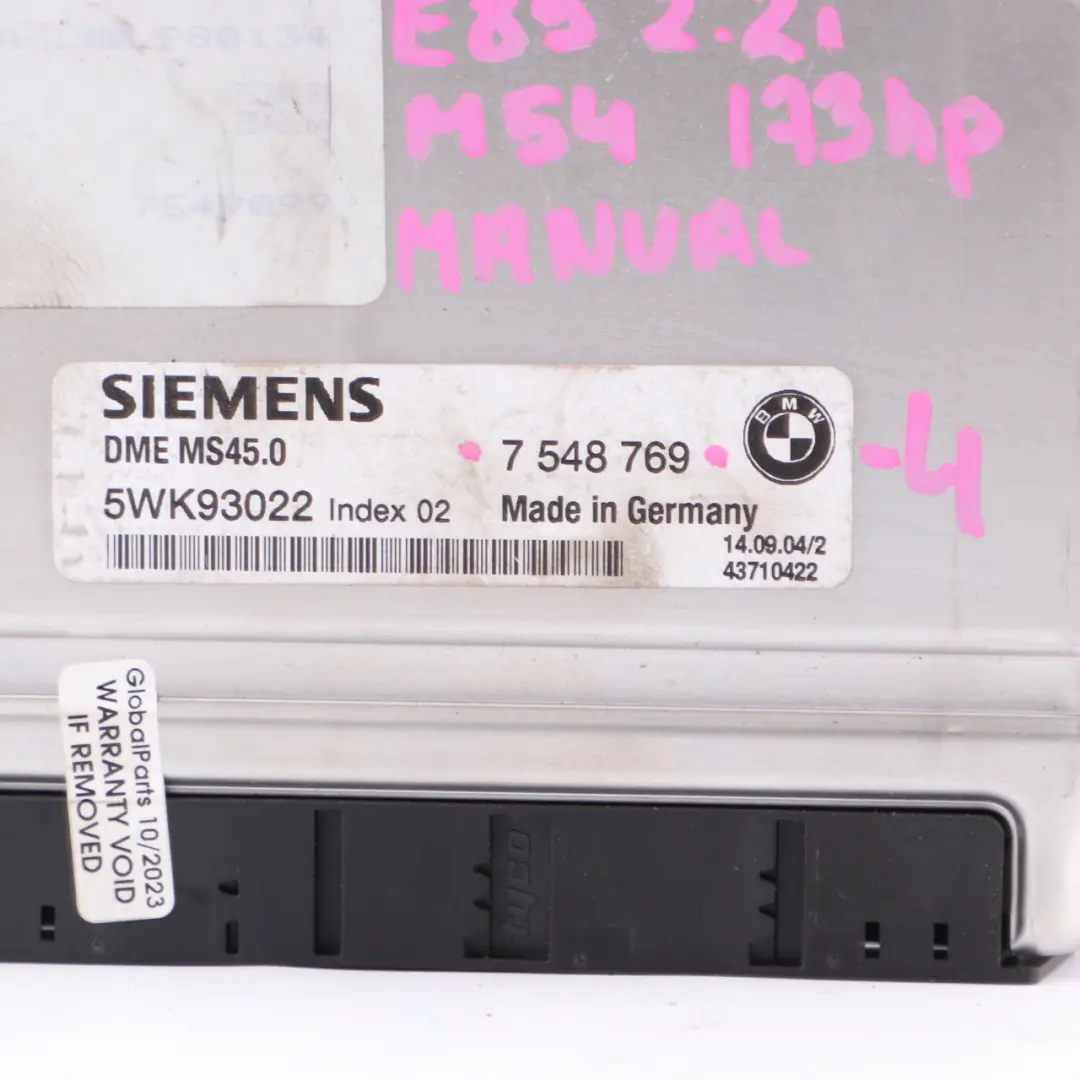 E85 2.2i
M54 173hp
MANUAL
SIEMENS
DME MS45.0
7 548 769
BMW
-4
5WK93022 Index 02
Made in Germany
14.09.04/2
43710422
GlobalParts 10/2023
WARRANTY VOID
IF REMOVED
tyco